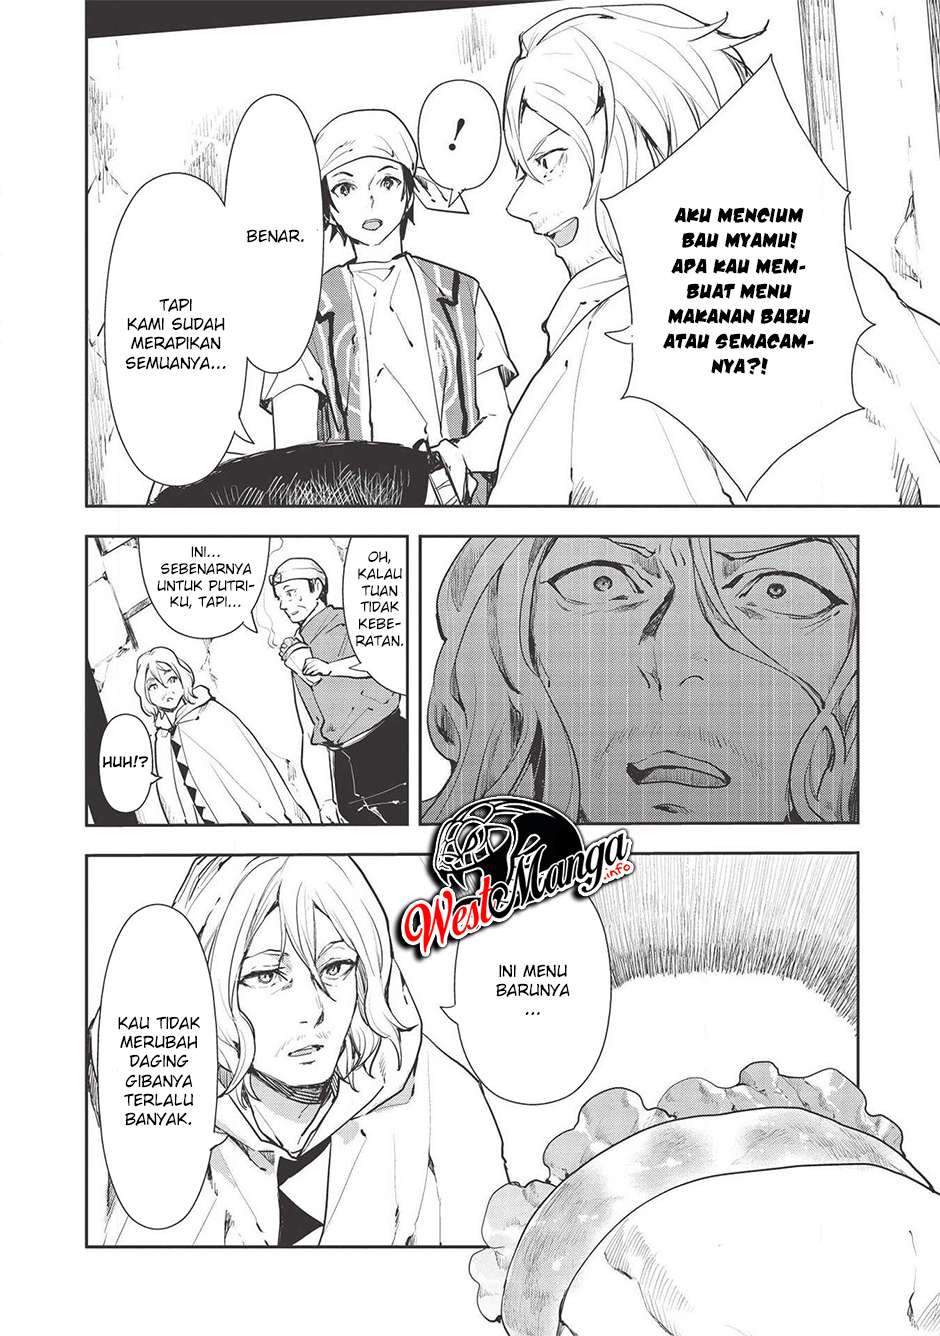 AKU MENCIUM
BAU MYAMU!
APA KAU MEM-
BUAT MENU
MAKANAN BARU
ATAU SEMACAM-
NYA?!
!
BENAR.
TAPI
KAMI SUDAH
MERAPIKAN
SEMUANYA...
OH,
KALAU
TUAN
TIDAK
KEBE-
RATAN.
INI...
SEBENARNYA
UNTUK PUTRI-
KU, TAPI...
HUH!?
WestManga
.info
INI MENU
BARUNYA
...
KAU TIDAK
MERUBAH
DAGING
GIBANYA
TERLALU
BANYAK.